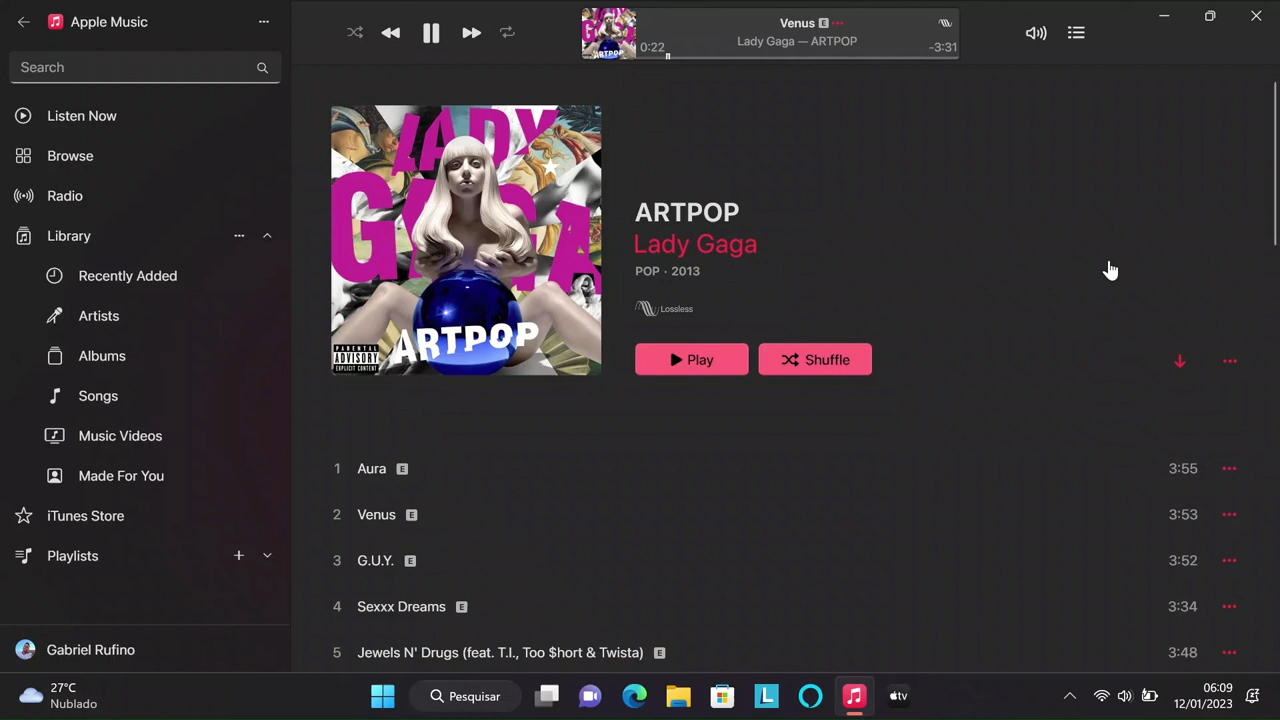 Apple Music
Search
Listen Now
Browse
Radio
Library
Recently Added
Artists
Albums
Songs
Music Videos
Made For You
iTunes Store
Playlists
Gabriel Rufino
Venus E
0:22 Lady Gaga — ARTPOP -3:31
ARTPOP
LADY
GAGA
ARTPOP
PARENTAL
ADVISORY
EXPLICIT CONTENT
ARTPOP
Lady Gaga
POP · 2013
Lossless
Play Shuffle
1 Aura E 3:55
2 Venus E 3:53
3 G.U.Y. E 3:52
4 Sexxx Dreams E 3:34
5 Jewels N' Drugs (feat. T.I., Too $hort & Twista) E 3:48
27°C
Nublado
Pesquisar
L
tv
06:09
12/01/2023